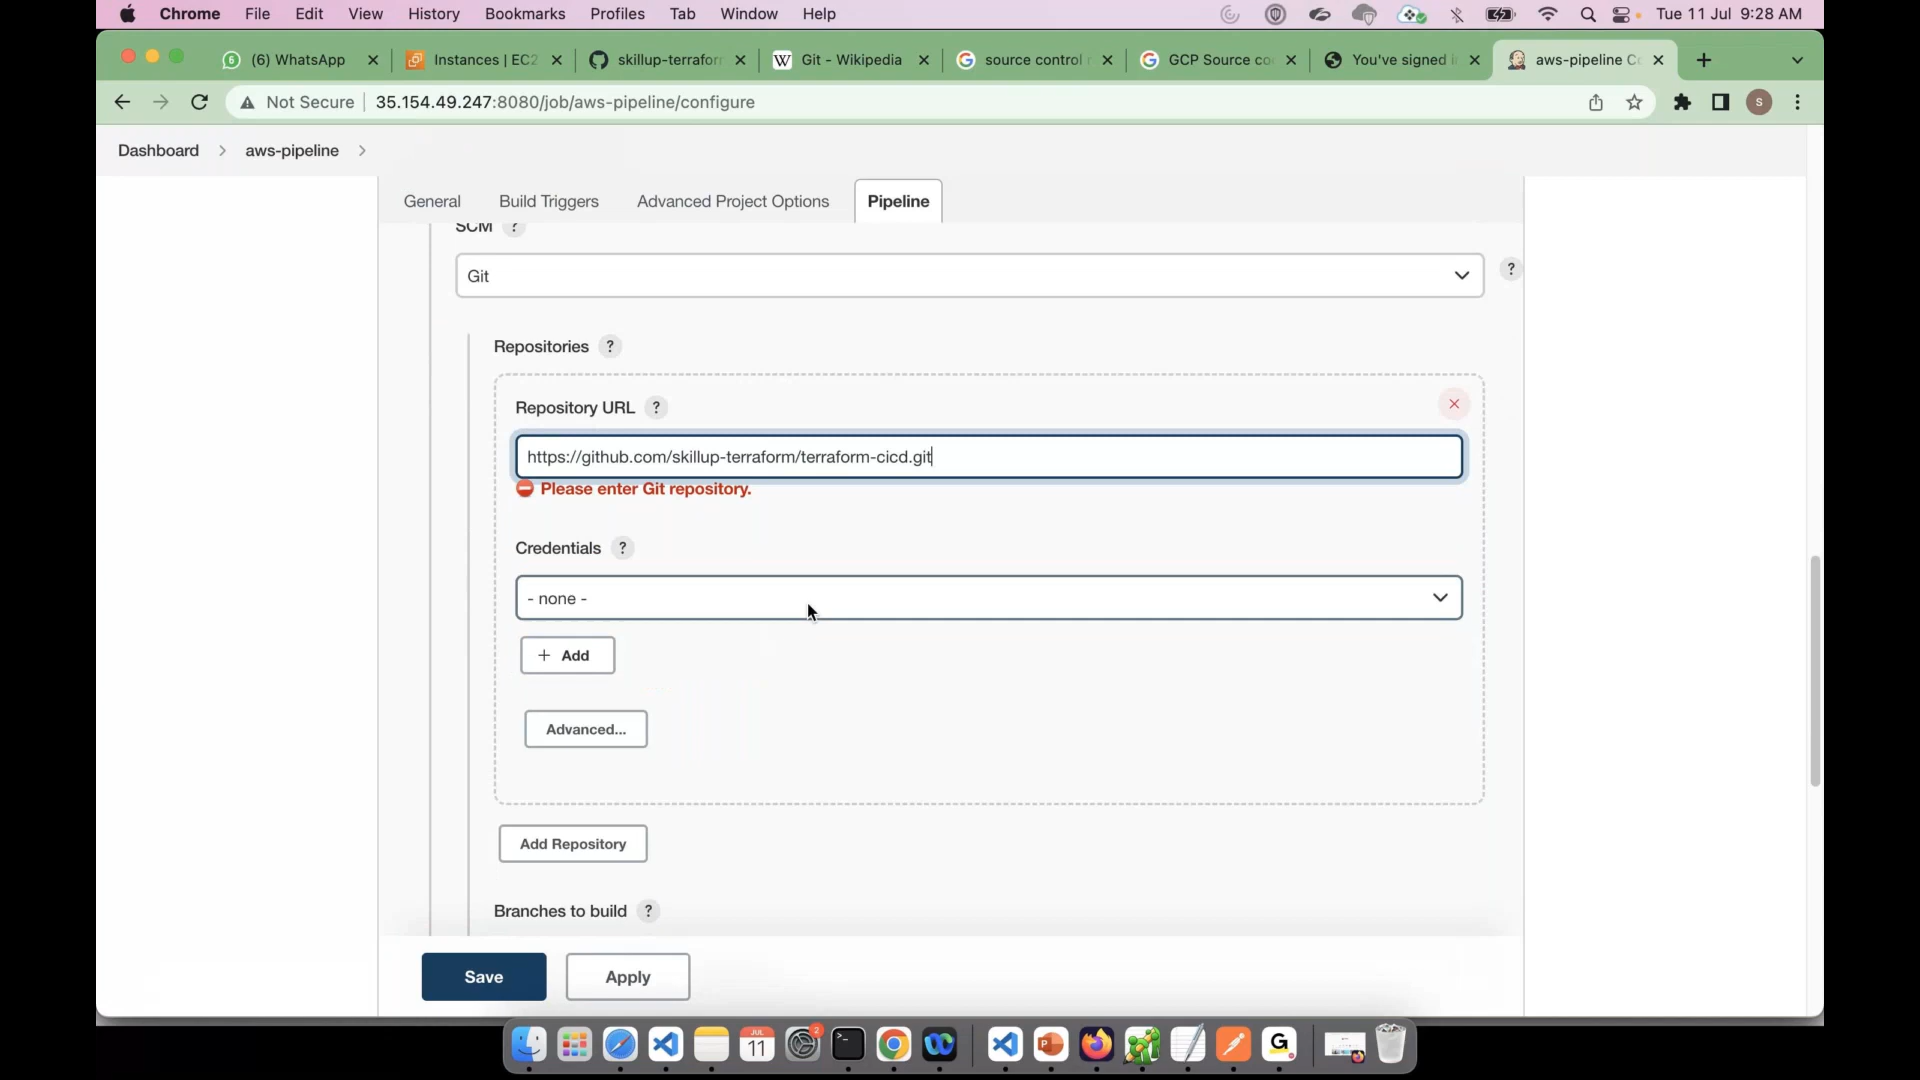 Chrome File Edit View History Bookmarks Profiles Tab Window Help Tue 11 Jul 9:28 AM
(6) WhatsApp Instances | EC2 skillup-terrafor Git - Wikipedia source control GCP Source co You've signed i aws-pipeline Co
Not Secure 35.154.49.247:8080/job/aws-pipeline/configure S
Dashboard > aws-pipeline >
General Build Triggers Advanced Project Options Pipeline
SCM ?
Git ?
Repositories ?
Repository URL ?
https://github.com/skillup-terraform/terraform-cicd.git
Please enter Git repository.
Credentials ?
- none -
+ Add
Advanced...
Add Repository
Branches to build ?
Save Apply
JUL 11 2